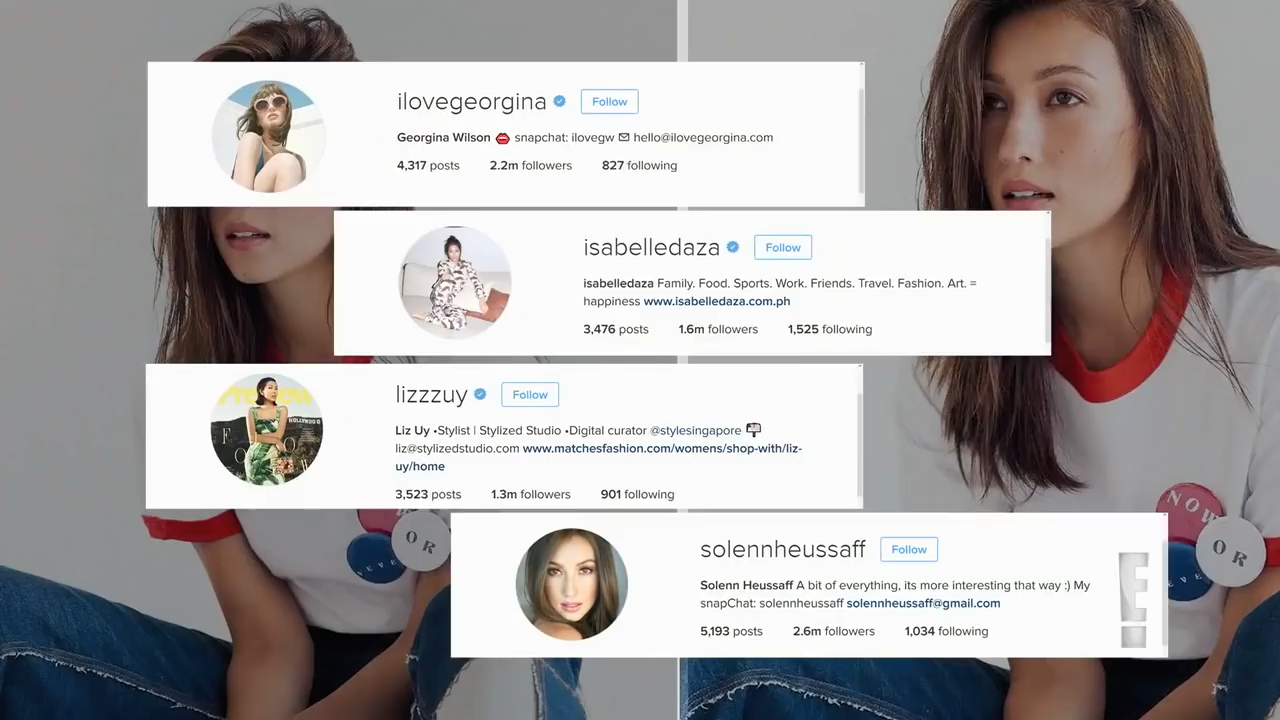 ilovegeorgina Follow
Georgina Wilson snapchat: ilovegw hello@ilovegeorgina.com
4,317 posts 2.2m followers 827 following
isabelledaza Follow
isabelledaza Family. Food. Sports. Work. Friends. Travel. Fashion. Art. =
happiness www.isabelledaza.com.ph
3,476 posts 1.6m followers 1,525 following
lizzzuy Follow
Liz Uy •Stylist | Stylized Studio •Digital curator @stylesingapore
liz@stylizedstudio.com www.matchesfashion.com/womens/shop-with/liz-
uy/home
3,523 posts 1.3m followers 901 following
solennheussaff Follow
Solenn Heussaff A bit of everything, its more interesting that way :) My
snapChat: solennheussaff solennheussaff@gmail.com
5,193 posts 2.6m followers 1,034 following
NOW
OR
OR
E!